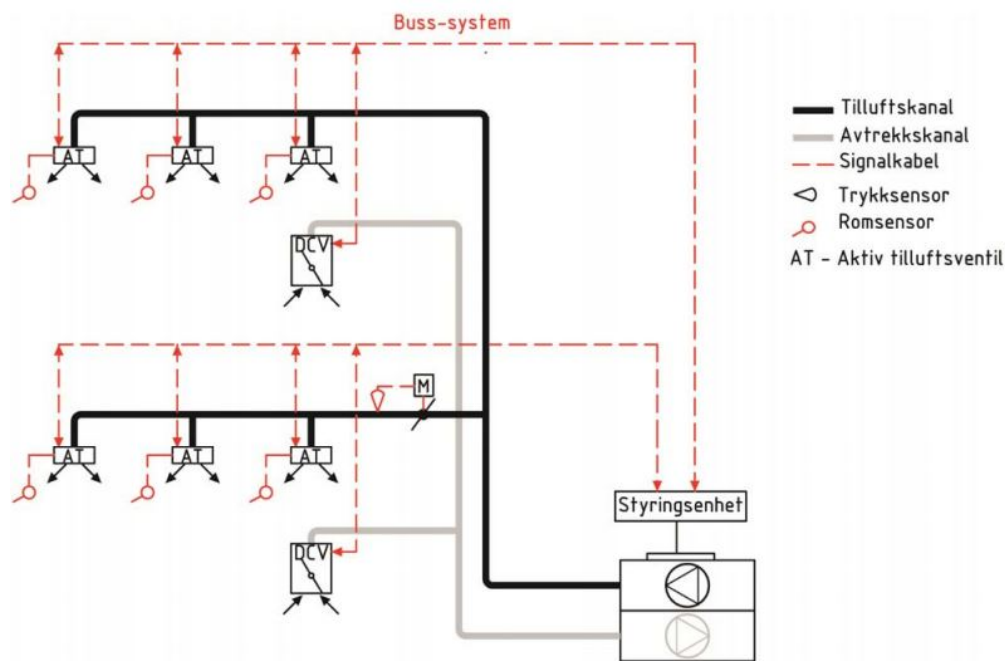 Buss-system
Tilluftskanal
Avtrekkskanal
Signalkabel
Trykksensor
Romsensor
AT - Aktiv tilluftsventil
AT AT AT
DCV
M
AT AT AT
DCV
Styringsenhet